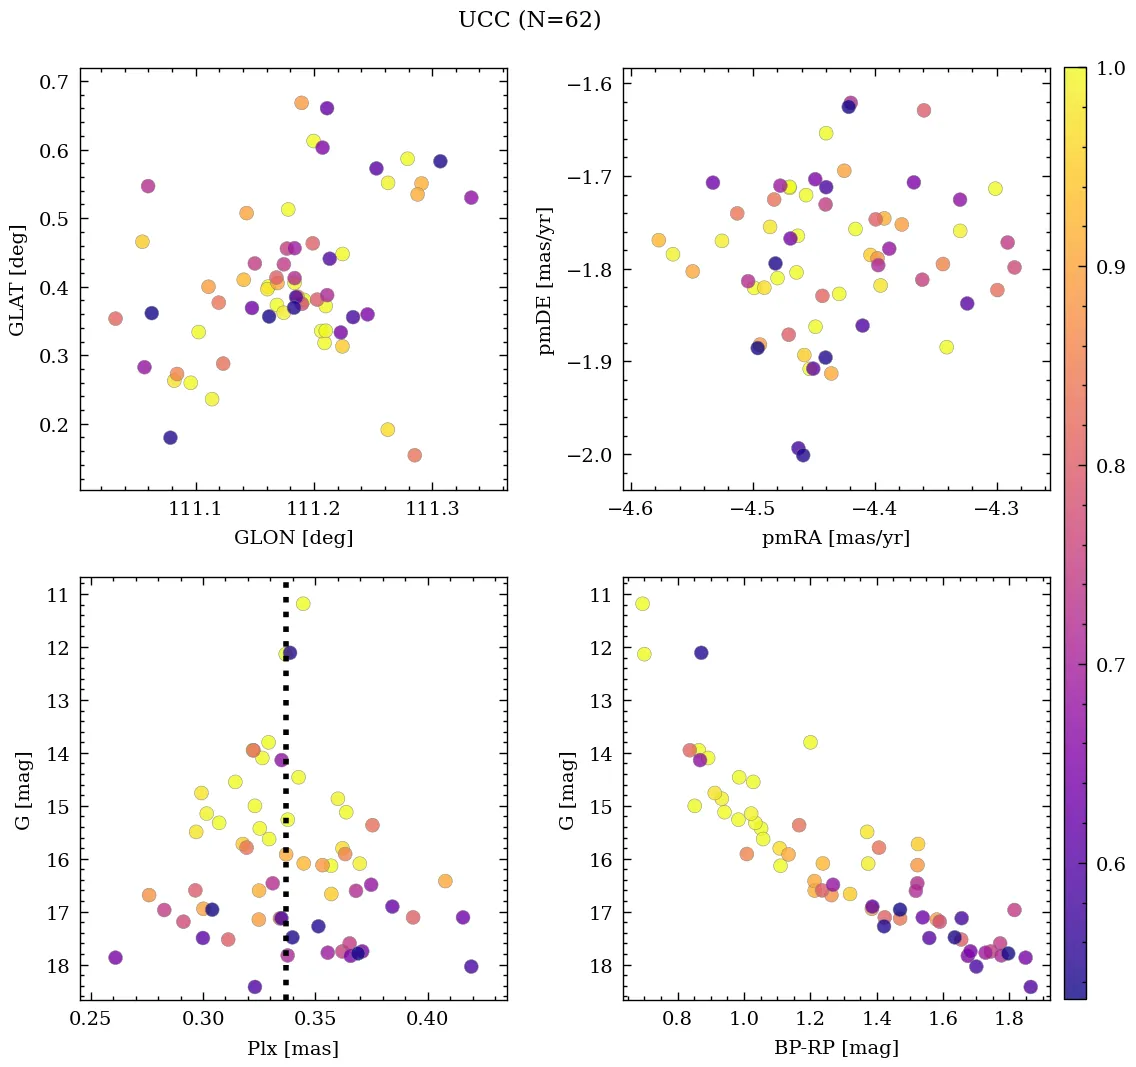 UCC (N=62)
0.7
0.6
0.5
0.4
0.3
0.2
GLAT [deg]
111.1 111.2 111.3
GLON [deg]
−1.6
−1.7
−1.8
−1.9
−2.0
pmDE [mas/yr]
−4.6 −4.5 −4.4 −4.3
pmRA [mas/yr]
11
12
13
14
15
16
17
18
G [mag]
0.25 0.30 0.35 0.40
Plx [mas]
11
12
13
14
15
16
17
18
G [mag]
0.8 1.0 1.2 1.4 1.6 1.8
BP-RP [mag]
1.0
0.9
0.8
0.7
0.6